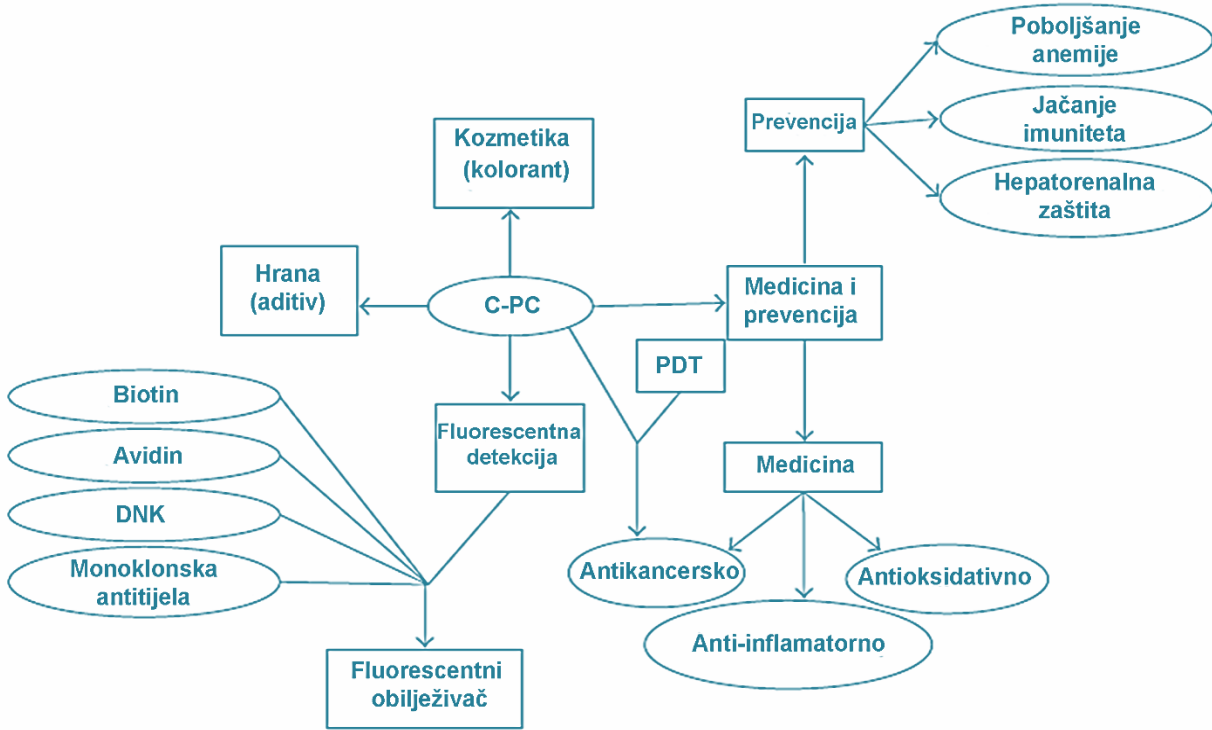 Poboljšanje
anemije
Prevencija
Jačanje
imuniteta
Hepatorenalna
zaštita
Kozmetika
(kolorant)
Hrana
(aditiv)
C-PC
Medicina i
prevencija
PDT
Biotin
Avidin
DNK
Monoklonska
antitijela
Fluorescentna
detekcija
Medicina
Antikancersko
Antioksidativno
Anti-inflamatorno
Fluorescentni
obilježivač